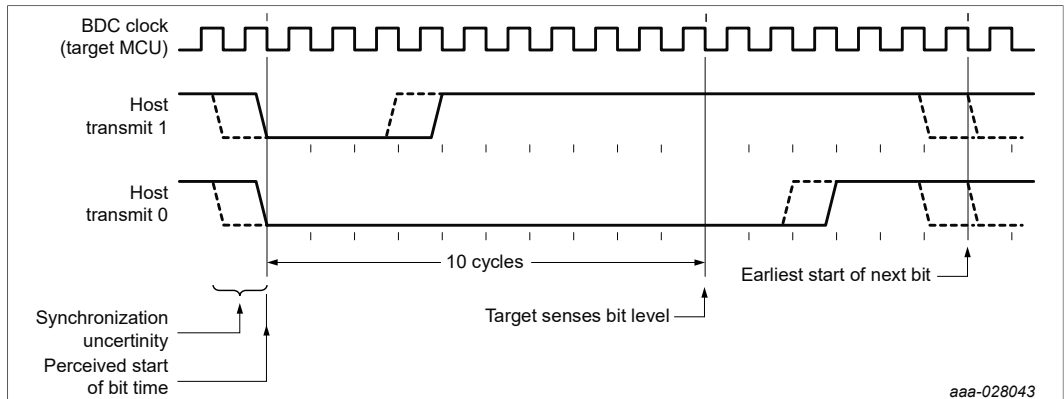 BDC clock
(target MCU)
Host
transmit 1
Host
transmit 0
10 cycles
Earliest start of next bit
Target senses bit level
Synchronization
uncertinity
Perceived start
of bit time
aaa-028043